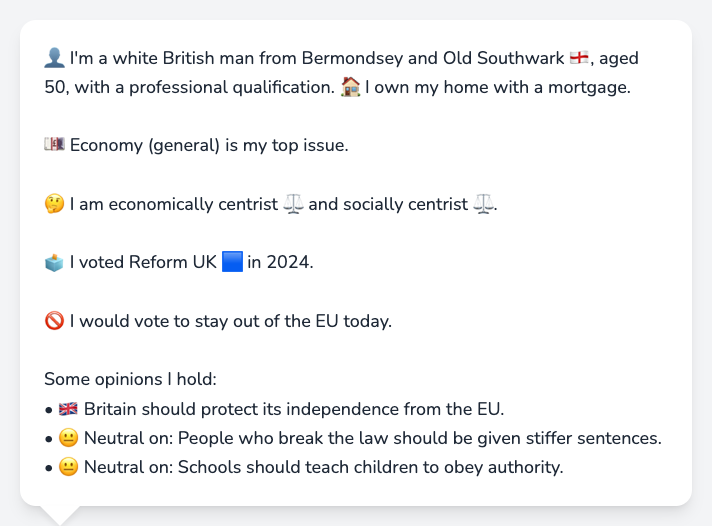 👤 I'm a white British man from Bermondsey and Old Southwark 🏴󠁧󠁢󠁥󠁮󠁧󠁿, aged
50, with a professional qualification. 🏠 I own my home with a mortgage.
💷 Economy (general) is my top issue.
🤔 I am economically centrist ⚖️ and socially centrist ⚖️.
🗳️ I voted Reform UK 🟦 in 2024.
🚫 I would vote to stay out of the EU today.
Some opinions I hold:
• 🇬🇧 Britain should protect its independence from the EU.
• 😐 Neutral on: People who break the law should be given stiffer sentences.
• 😐 Neutral on: Schools should teach children to obey authority.